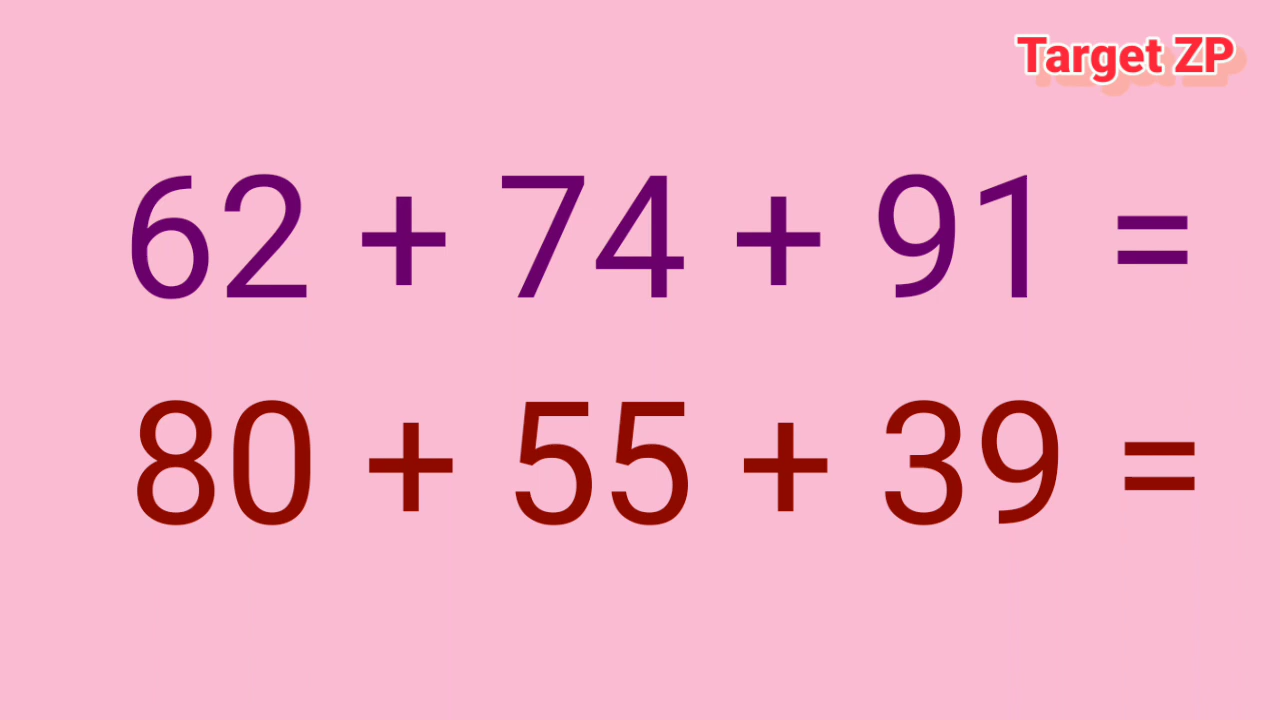 Target ZP
62 + 74 + 91 =
80 + 55 + 39 =